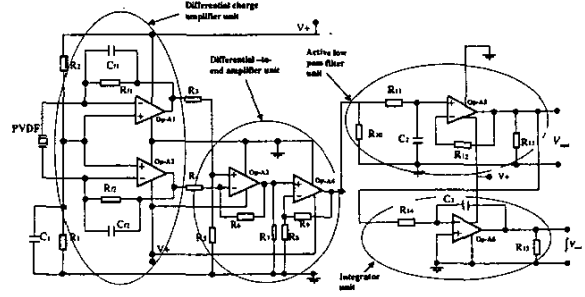 Differential charge
amplifier unit
V+
R2
Cf1
Rf1
R3
Op-A1
Differential -to-
end amplifier unit
Active low
pass filter
unit
PVDF
Op-A2
Rf2
Cf2
C1
R1
V+
R5
Op-A3
R6
R7
R8
Op-A4
R9
R10
R11
C2
Op-A5
R12
R13
Vout
V+
R14
C3
Op-A6
R15
∫Vout
Integrator
unit